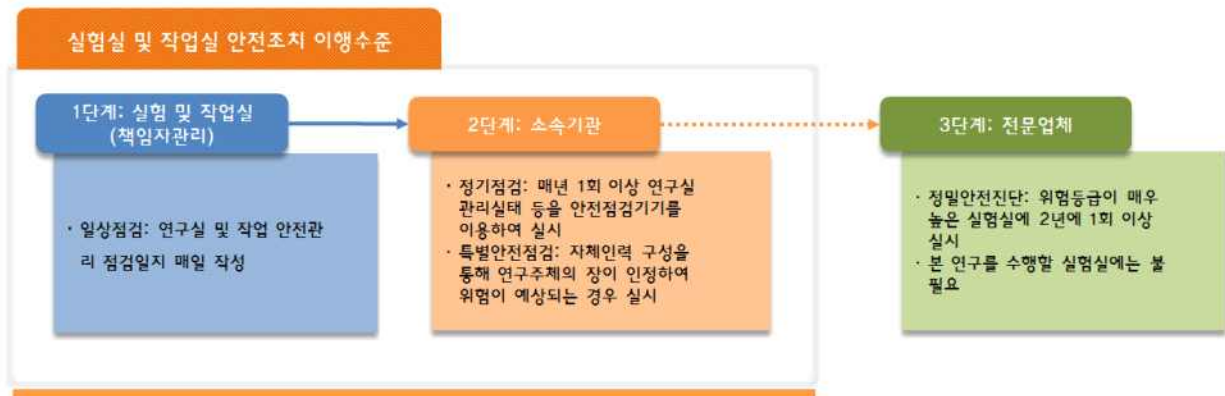 실험실 및 작업실 안전조치 이행수준
1단계: 실험 및 작업실
(책임자관리)
· 일상점검: 연구실 및 작업 안전관
리 점검일지 매일 작성
2단계: 소속기관
· 정기점검: 매년 1회 이상 연구실
관리실태 등을 안전점검기기를
이용하여 실시
· 특별안전점검: 자체인력 구성을
통해 연구주체의 장이 인정하여
위험이 예상되는 경우 실시
3단계: 전문업체
· 정밀안전진단: 위험등급이 매우
높은 실험실에 2년에 1회 이상
실시
· 본 연구를 수행할 실험실에는 불
필요